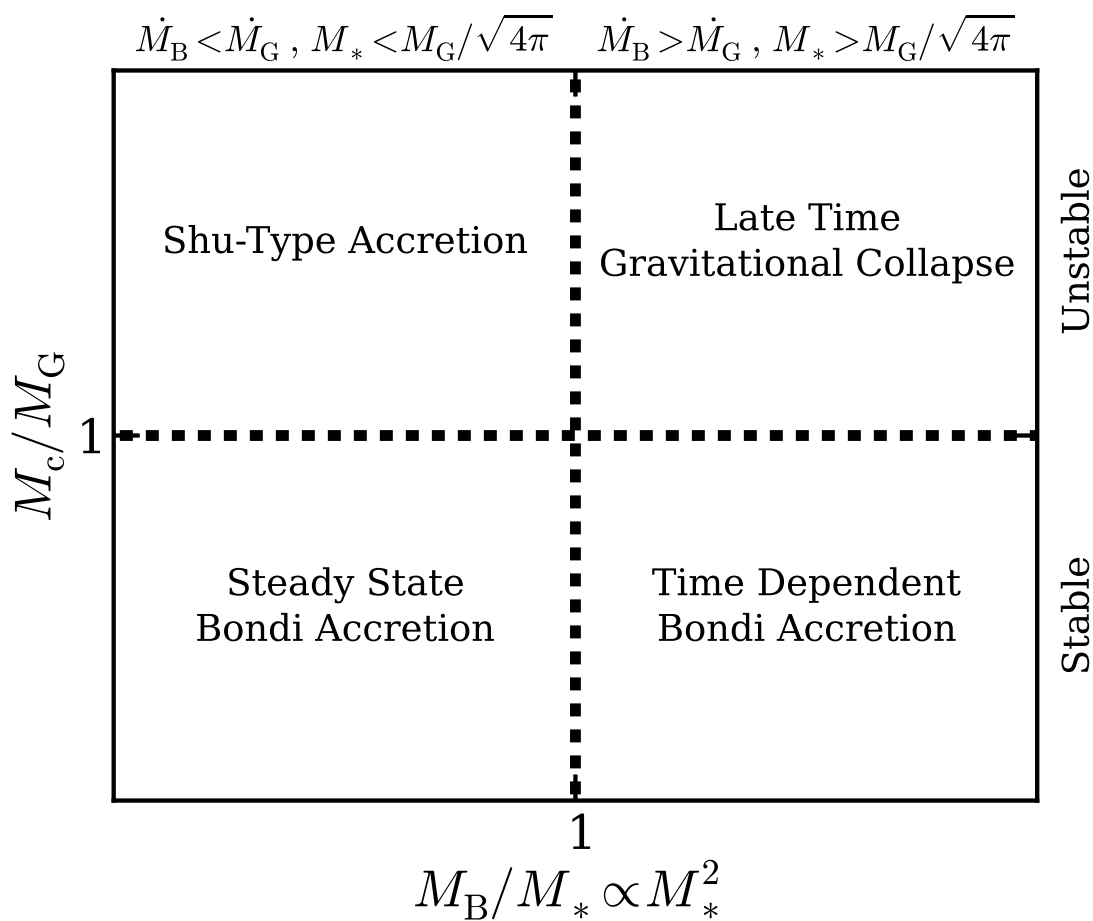 Ṁ_B < Ṁ_G , M_* < M_G/√4π
Ṁ_B > Ṁ_G , M_* > M_G/√4π
Shu-Type Accretion
Late Time
Gravitational Collapse
Unstable
M_c/M_G
1
Steady State
Bondi Accretion
Time Dependent
Bondi Accretion
Stable
1
M_B/M_* ∝ M_*^2